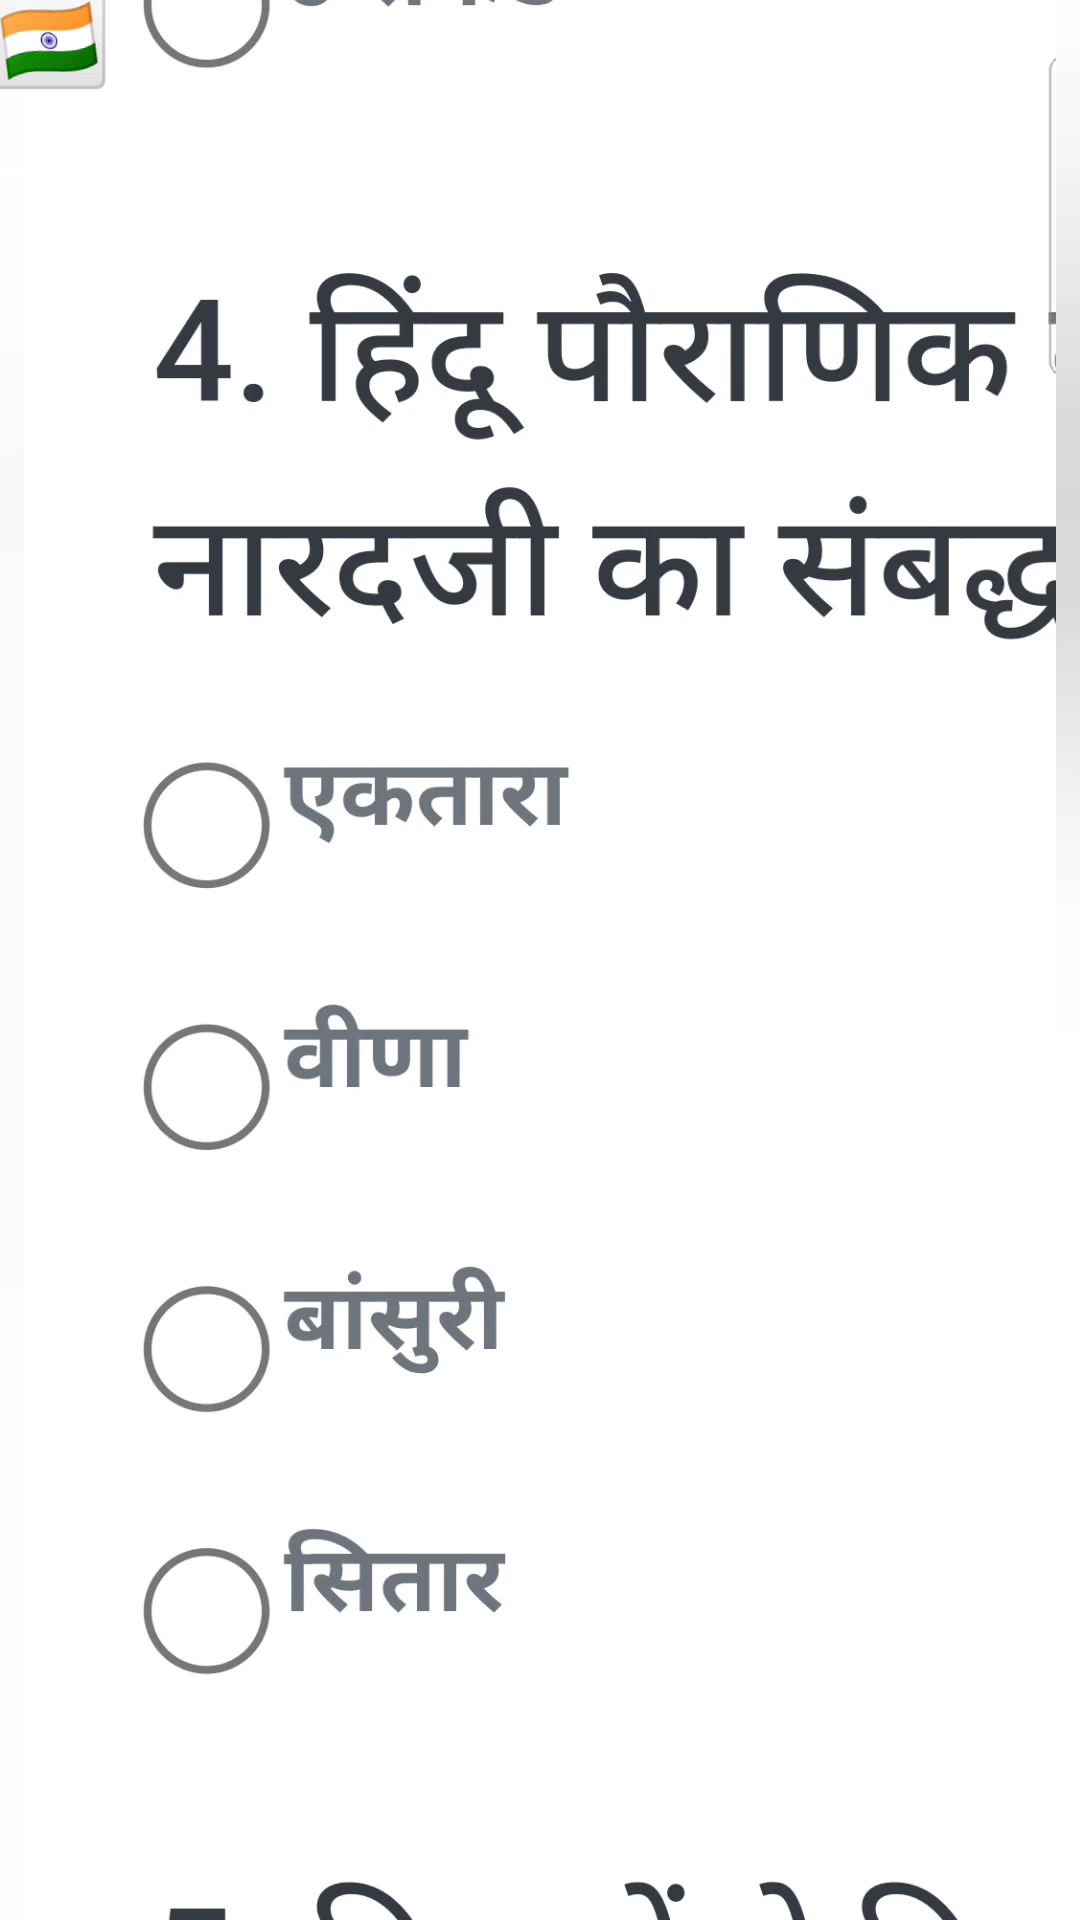 4. हिंदू पौराणिक
नारदजी का संबद्ध
एकतारा
वीणा
बांसुरी
सितार